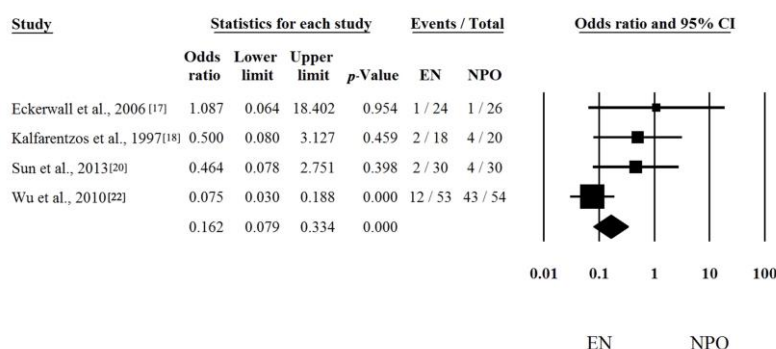 Study Statistics for each study Events / Total Odds ratio and 95% CI
Odds ratio Lower limit Upper limit p-Value EN NPO
Eckerwall et al., 2006 [17] 1.087 0.064 18.402 0.954 1 / 24 1 / 26
Kalfarentzos et al., 1997[18] 0.500 0.080 3.127 0.459 2 / 18 4 / 20
Sun et al., 2013[20] 0.464 0.078 2.751 0.398 2 / 30 4 / 30
Wu et al., 2010[22] 0.075 0.030 0.188 0.000 12 / 53 43 / 54
0.162 0.079 0.334 0.000
0.01 0.1 1 10 100
EN NPO